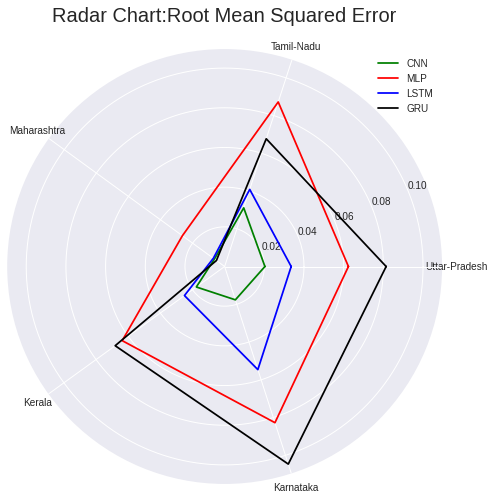 Radar Chart:Root Mean Squared Error
Tamil-Nadu
CNN
MLP
LSTM
GRU
Maharashtra
0.10
0.08
0.06
0.04
0.02
Uttar-Pradesh
Kerala
Karnataka